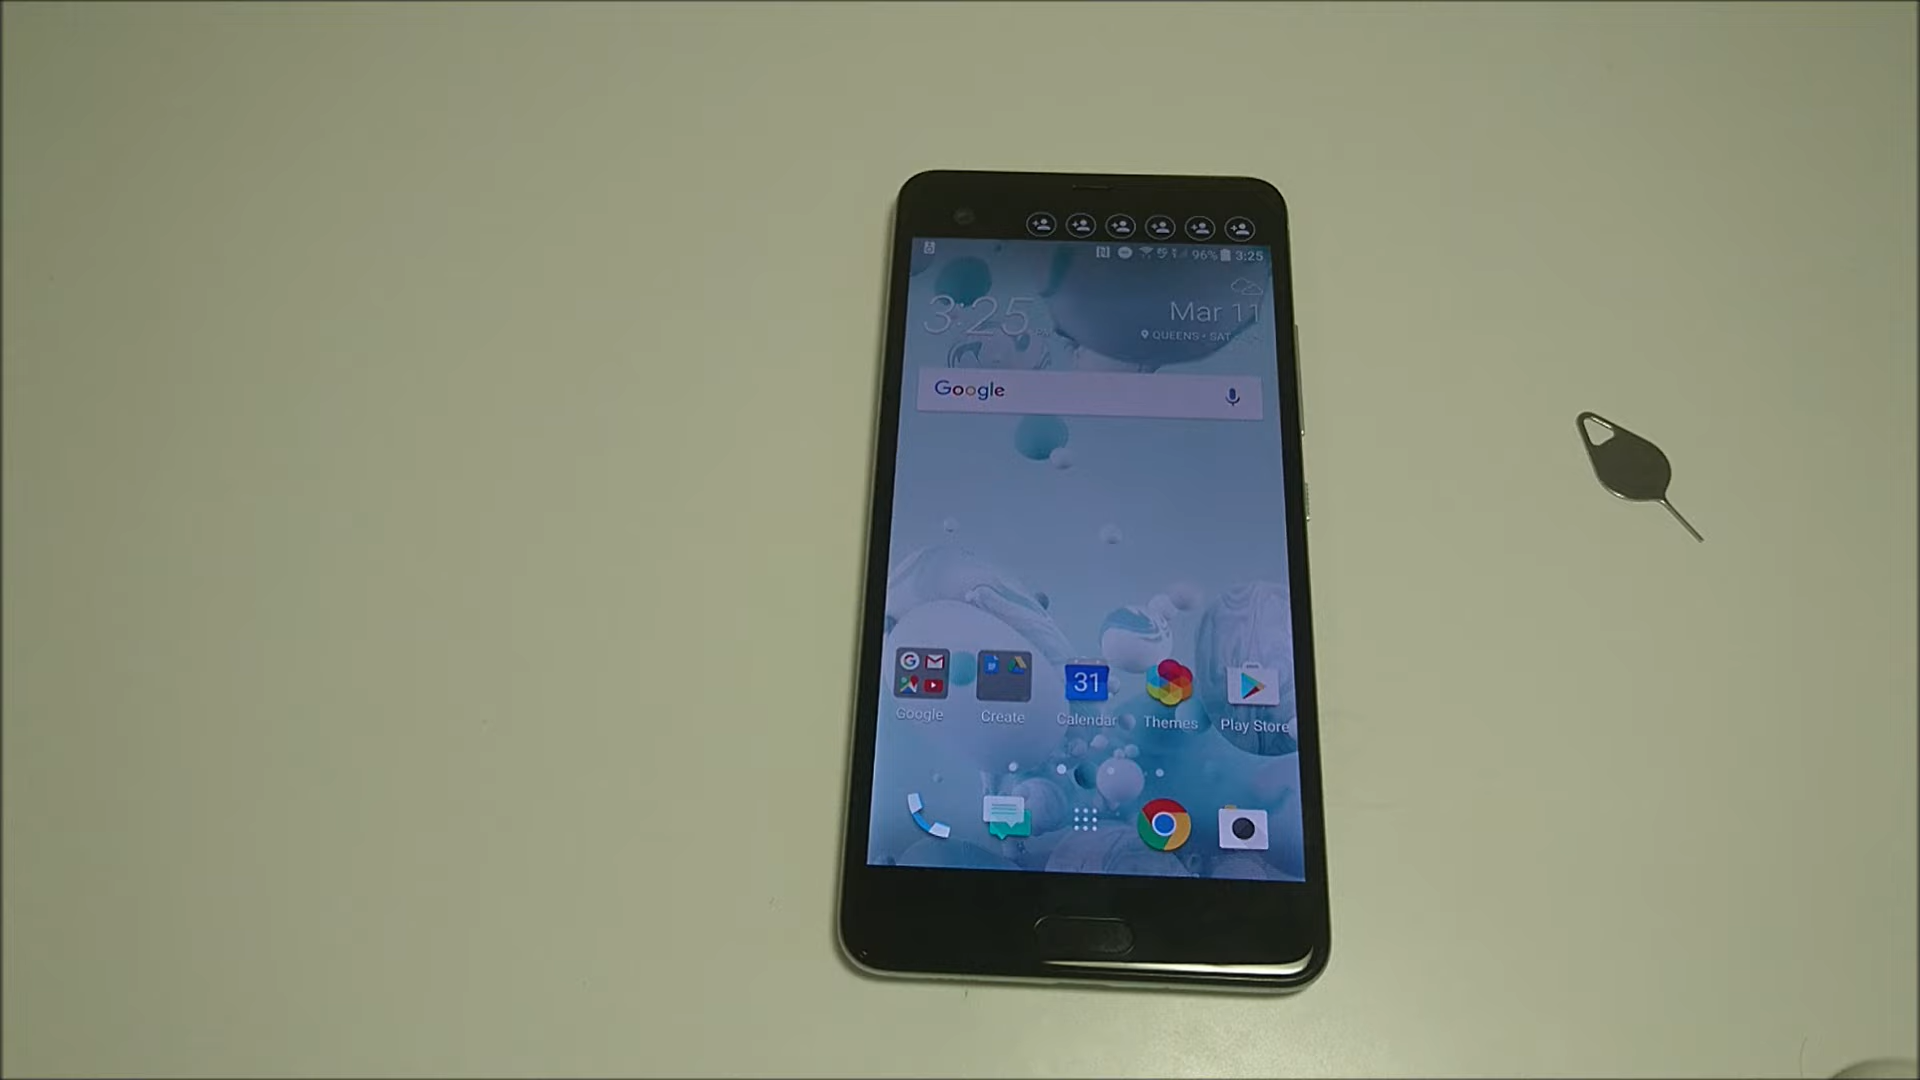 96% 3:25
3:25
Mar 11
QUEENS • SAT
Google
31
Google Create Calendar Themes Play Store